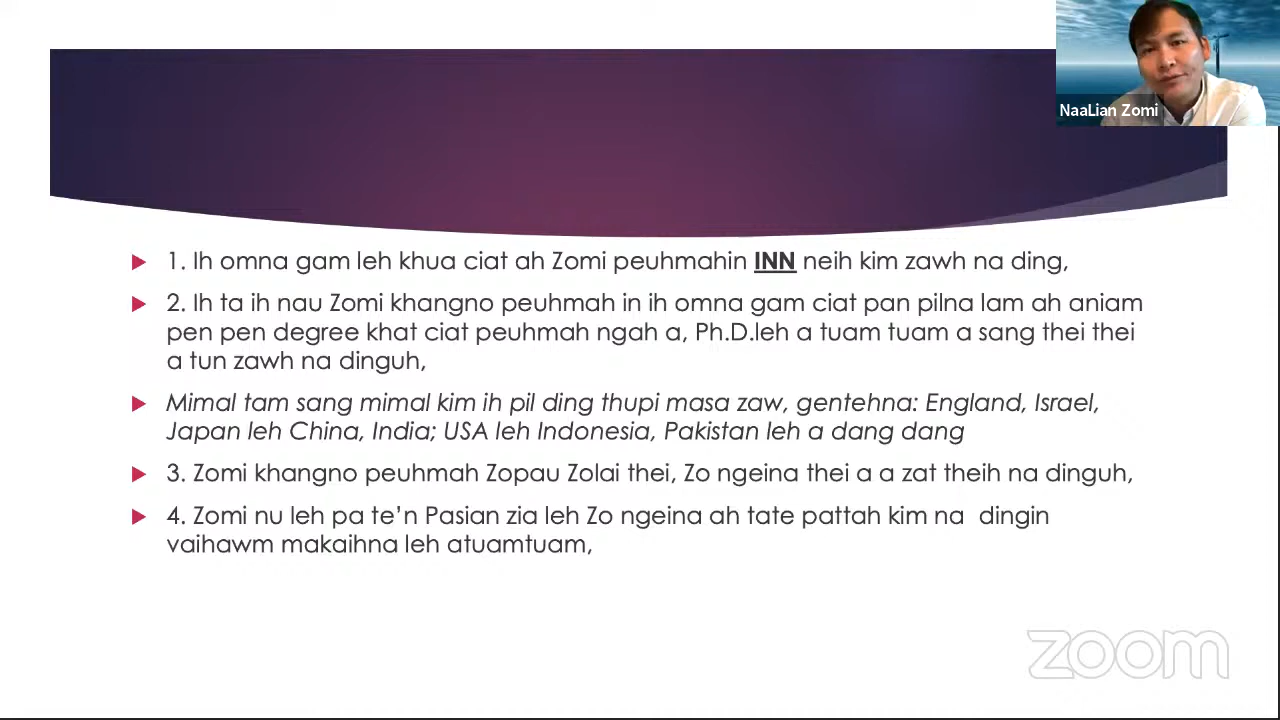 NaaLian Zomi
1. Ih omna gam leh khua ciat ah Zomi peuhmahin INN neih kim zawh na ding,
2. Ih ta ih nau Zomi khangno peuhmah in ih omna gam ciat pan pilna lam ah aniam
pen pen degree khat ciat peuhmah ngah a, Ph.D.leh a tuam tuam a sang thei thei
a tun zawh na dinguh,
Mimal tam sang mimal kim ih pil ding thupi masa zaw, gentehna: England, Israel,
Japan leh China, India; USA leh Indonesia, Pakistan leh a dang dang
3. Zomi khangno peuhmah Zopau Zolai thei, Zo ngeina thei a a zat theih na dinguh,
4. Zomi nu leh pa te’n Pasian zia leh Zo ngeina ah tate pattah kim na  dingin
vaihawm makaihna leh atuamtuam,
zoom